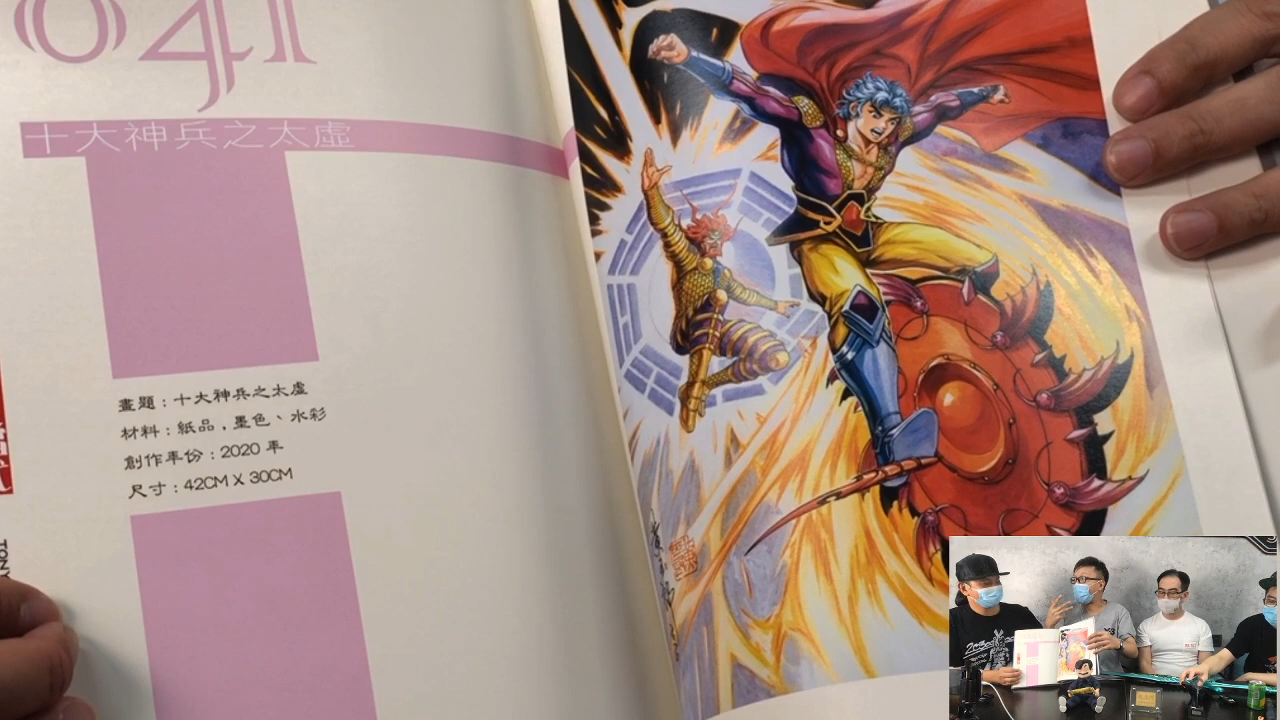 041
十大神兵之太虛
畫題：十大神兵之太虛
材料：紙品，墨色、水彩
創作年份：2020 年
尺寸：42CM X 30CM
TONY